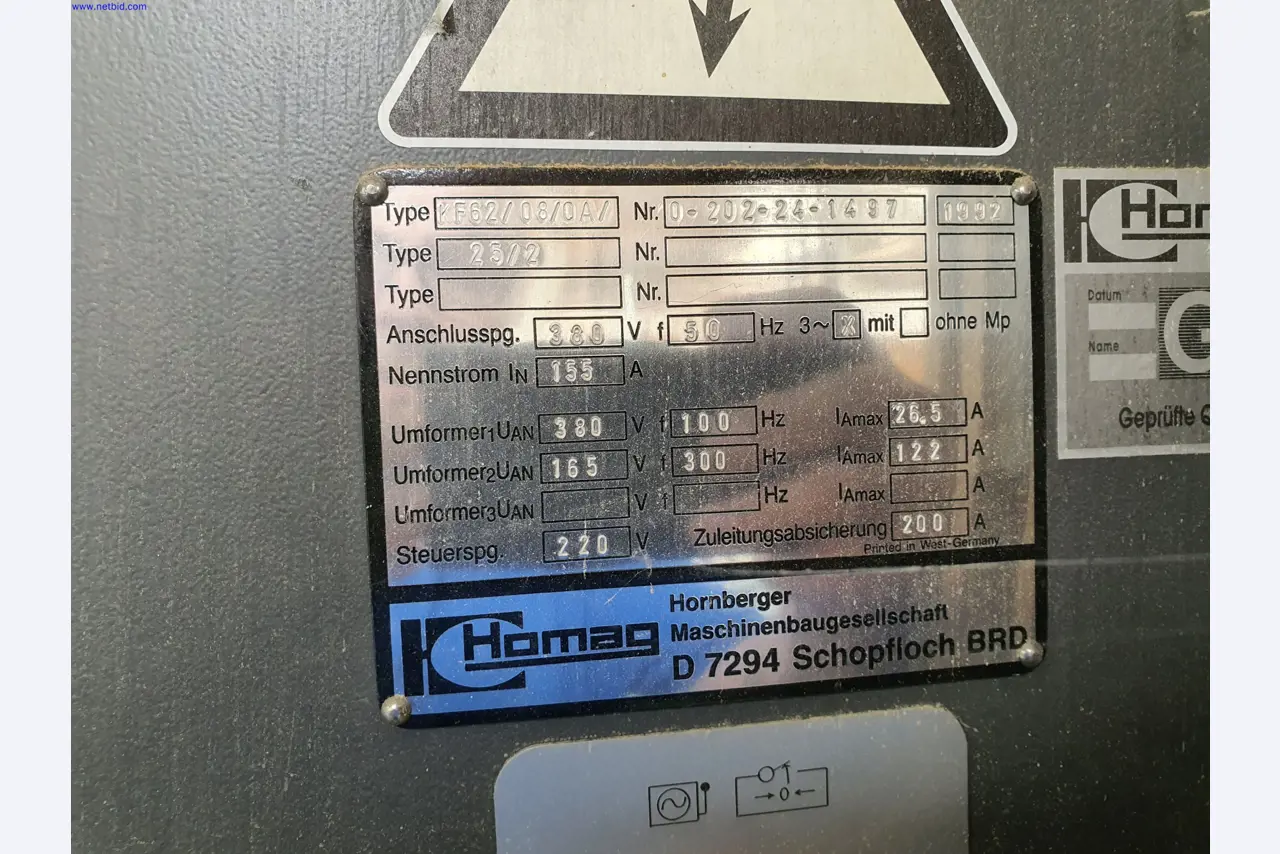 www.netbid.com
Type KF62/08/QA/ Nr. 0-202-24-1497 1992
Type 25/2 Nr.
Type Nr.
Anschlusspg. 380 V f 50 Hz 3~ X mit ohne Mp
Nennstrom IN 155 A
Umformer1UAN 380 V f 100 Hz IAmax 26.5 A
Umformer2UAN 165 V f 300 Hz IAmax 122 A
Umformer3UAN V f Hz IAmax A
Steuerspg. 220 V Zuleitungsabsicherung 200 A
Printed in West-Germany
Homag
Hornberger
Maschinenbaugesellschaft
D 7294 Schopfloch BRD
Datum
Name
Geprüfte
0